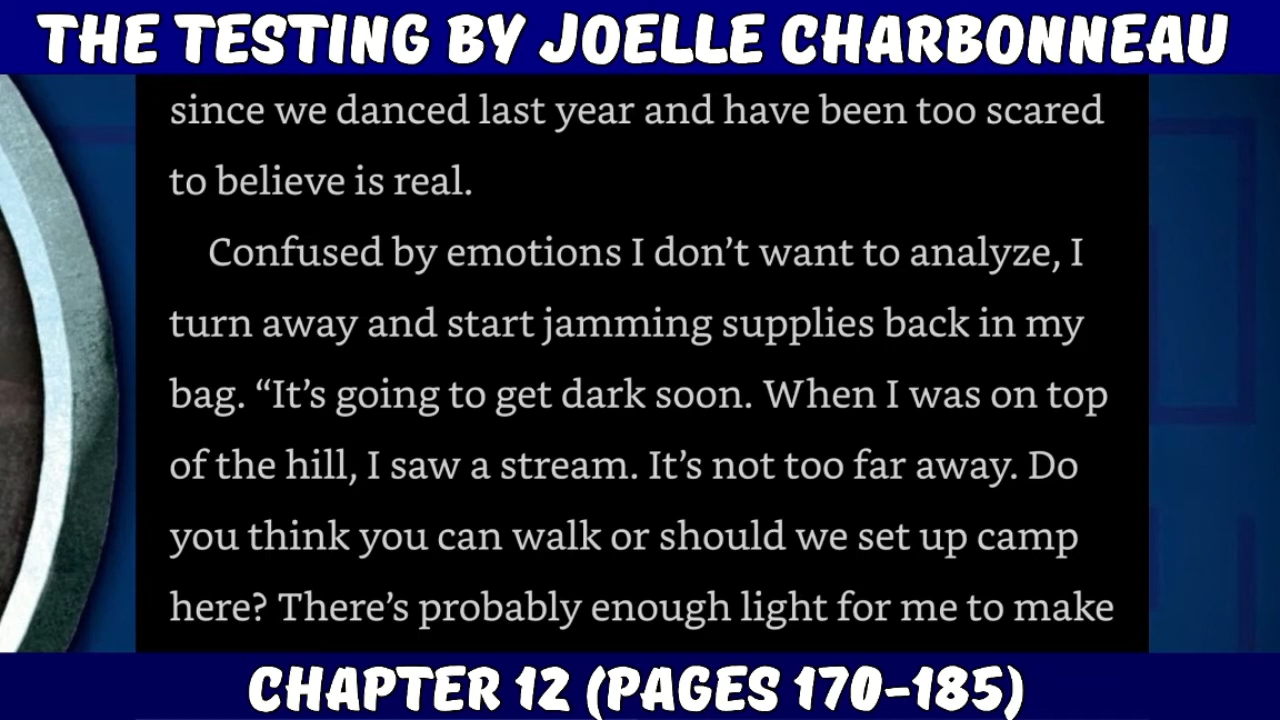 THE TESTING BY JOELLE CHARBONNEAU
since we danced last year and have been too scared
to believe is real.
Confused by emotions I don’t want to analyze, I
turn away and start jamming supplies back in my
bag. “It’s going to get dark soon. When I was on top
of the hill, I saw a stream. It’s not too far away. Do
you think you can walk or should we set up camp
here? There’s probably enough light for me to make
CHAPTER 12 (PAGES 170-185)